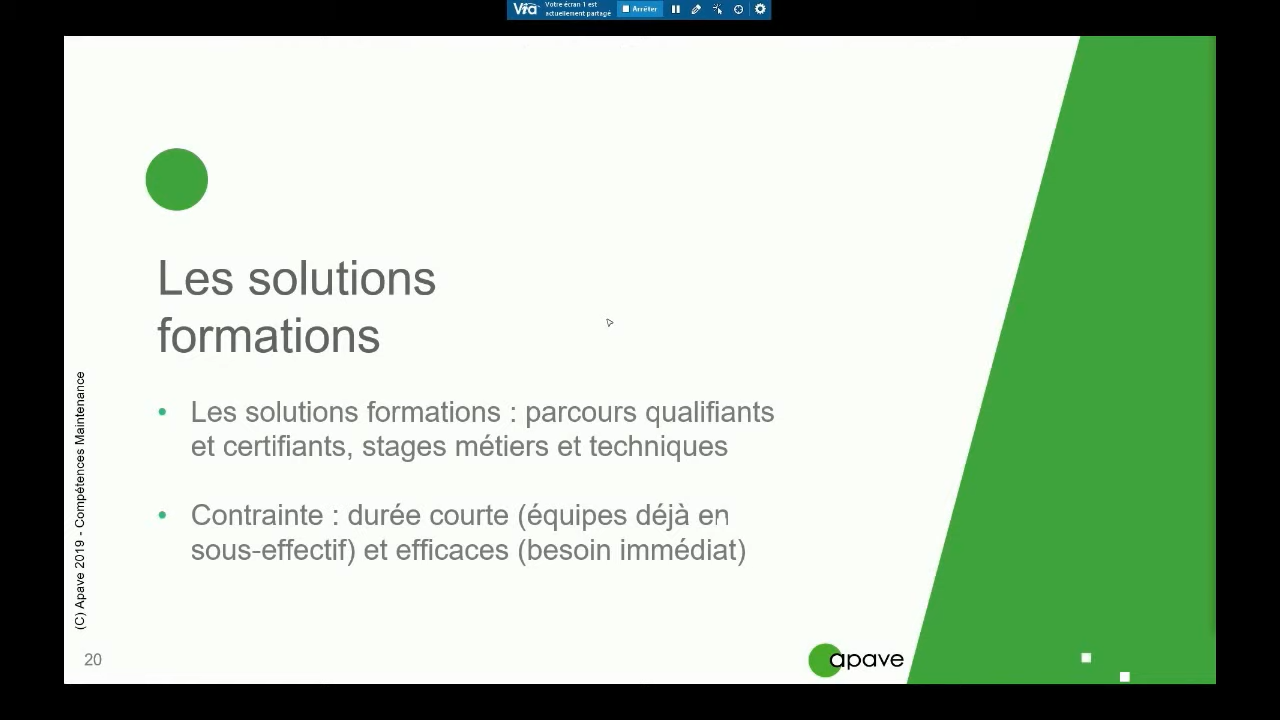 Vfa
Votre écran 1 est
actuellement partagé
Arrêter
Les solutions
formations
• Les solutions formations : parcours qualifiants
et certifiants, stages métiers et techniques
• Contrainte : durée courte (équipes déjà en
sous-effectif) et efficaces (besoin immédiat)
(C) Apave 2019 - Compétences Maintenance
20
apave